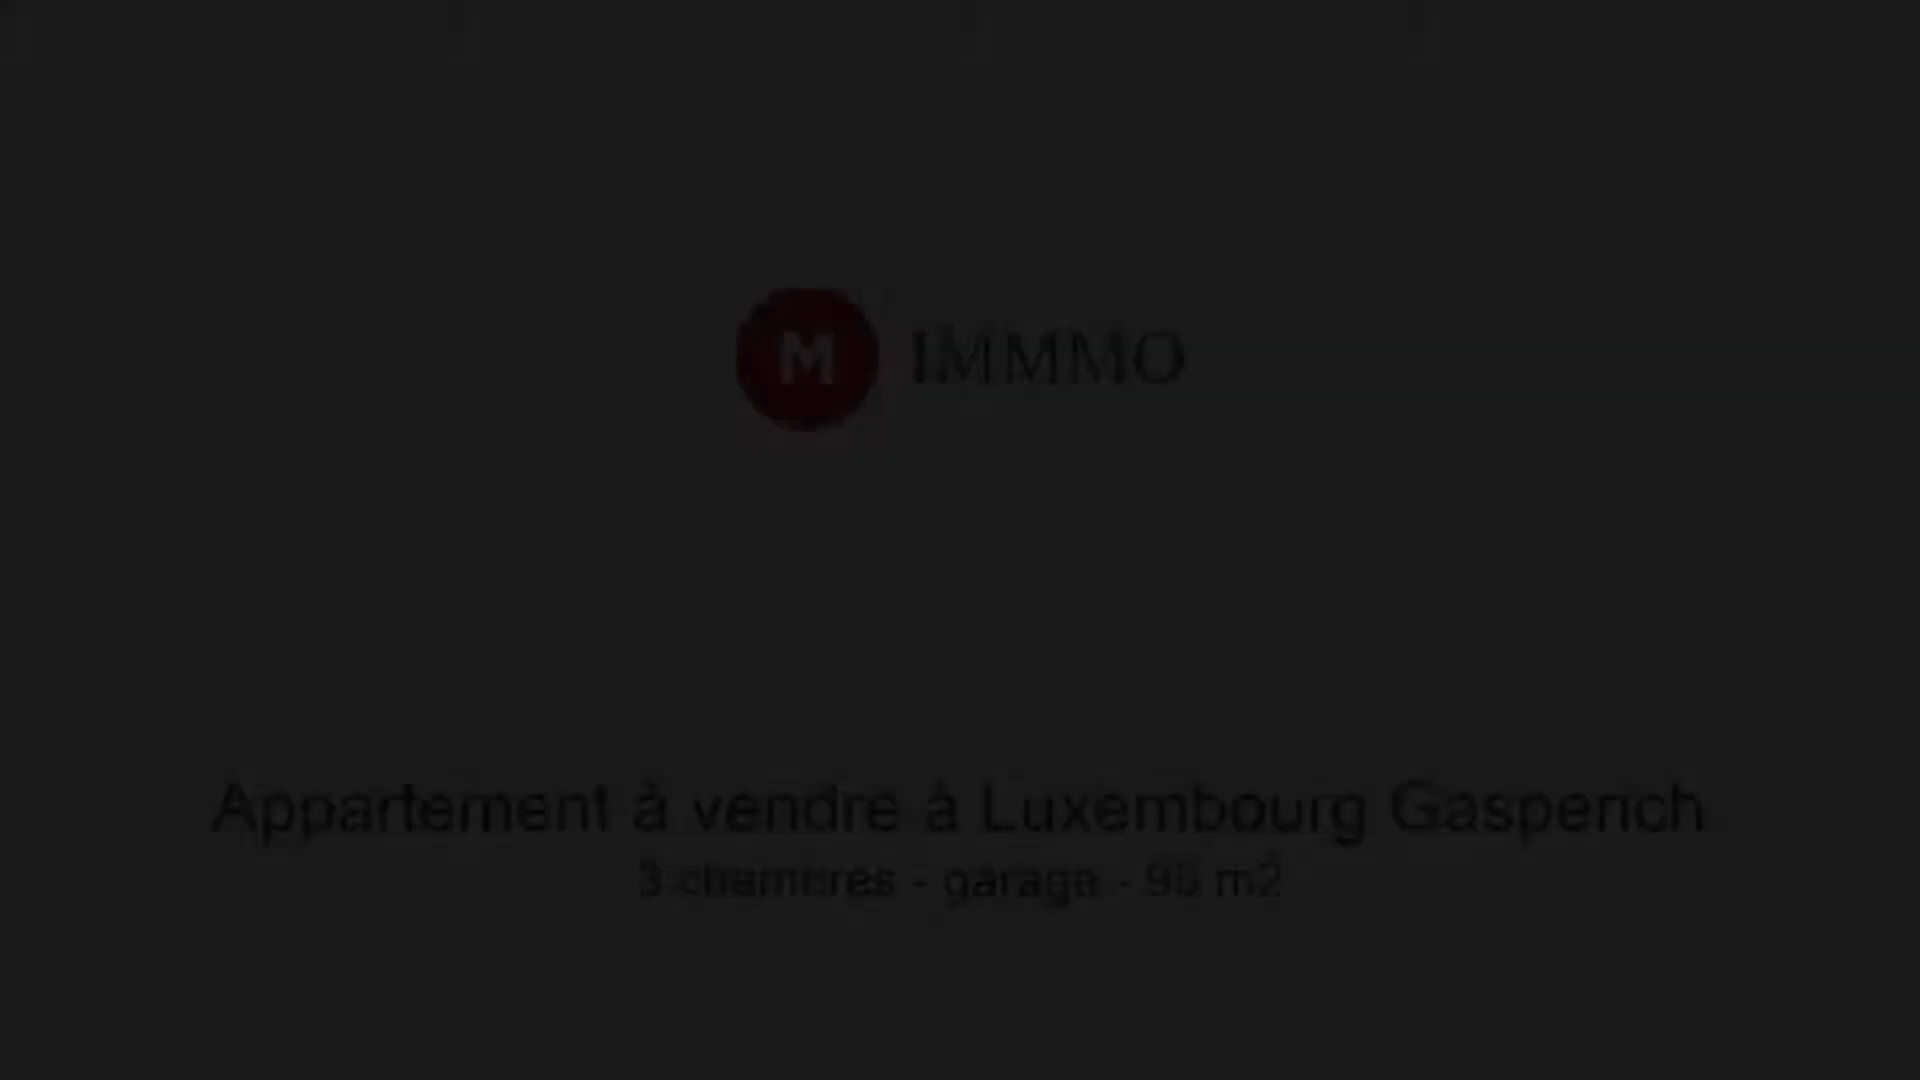 M IMMMO
Appartement à vendre à Luxembourg Gasperich
3 chambres - garage - 95 m2